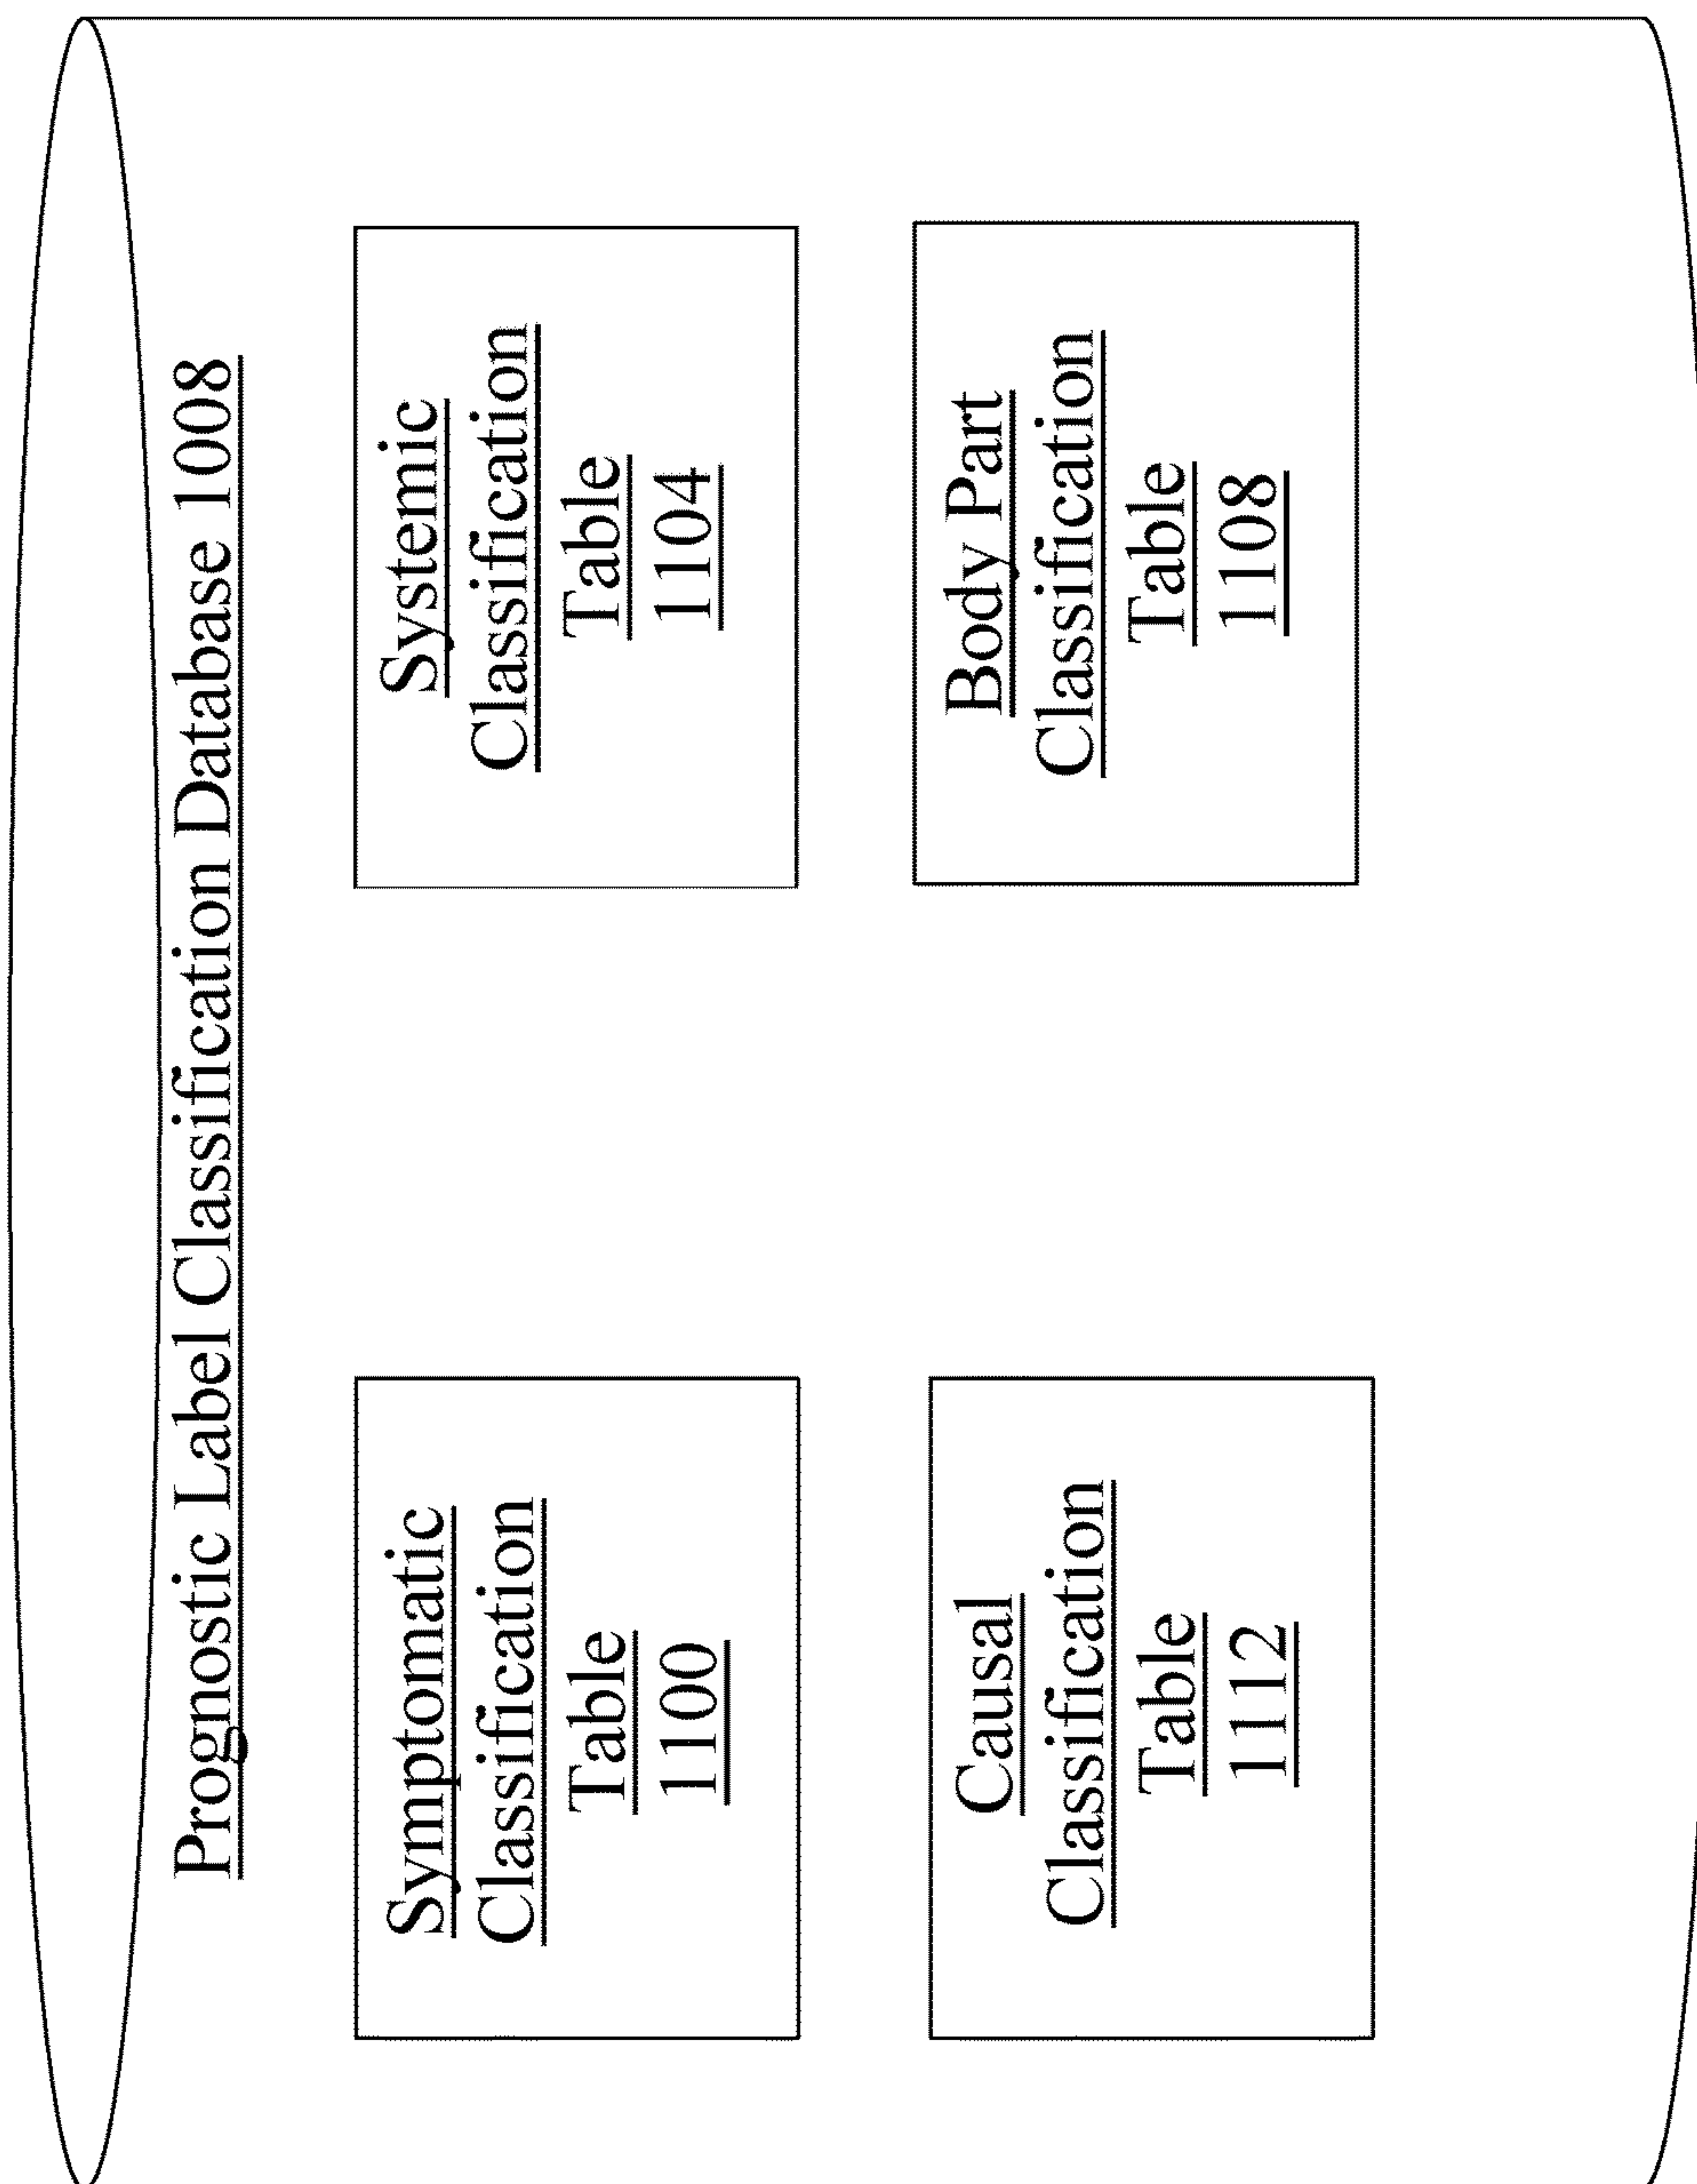 Prognostic Label Classification Database 1008
Symptomatic
Classification
Table
1100
Systemic
Classification
Table
1104
Causal
Classification
Table
1112
Body Part
Classification
Table
1108